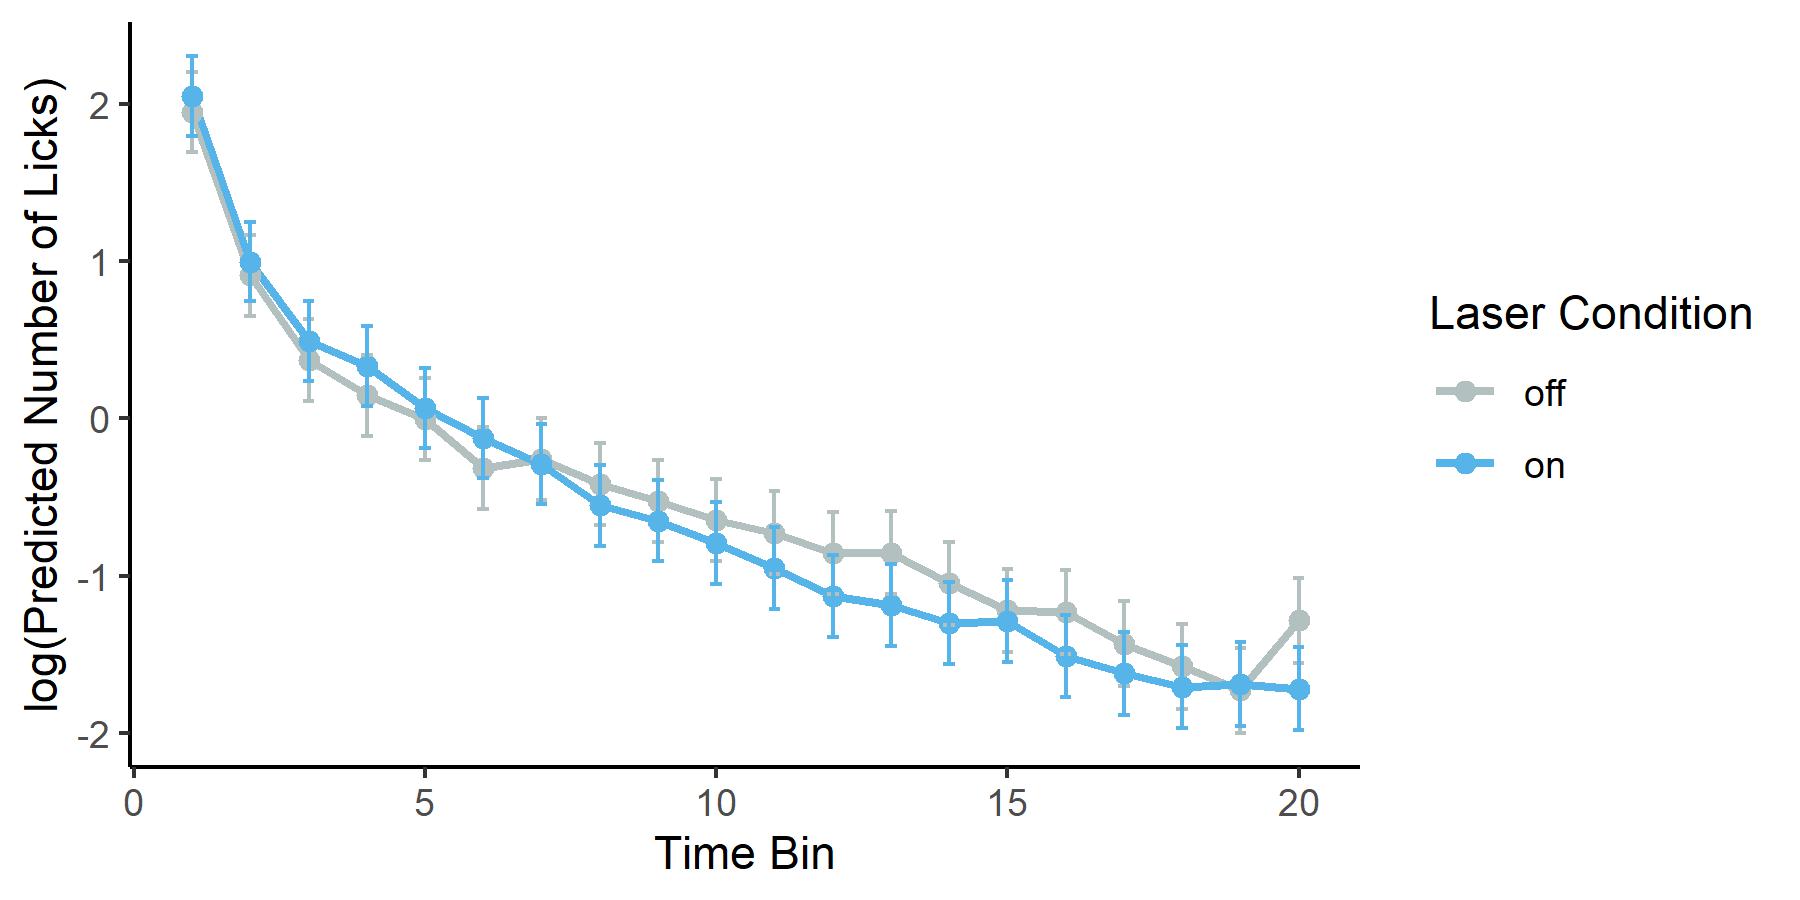 log(Predicted Number of Licks)
2
1
0
-1
-2
0 5 10 15 20
Time Bin
Laser Condition
off
on